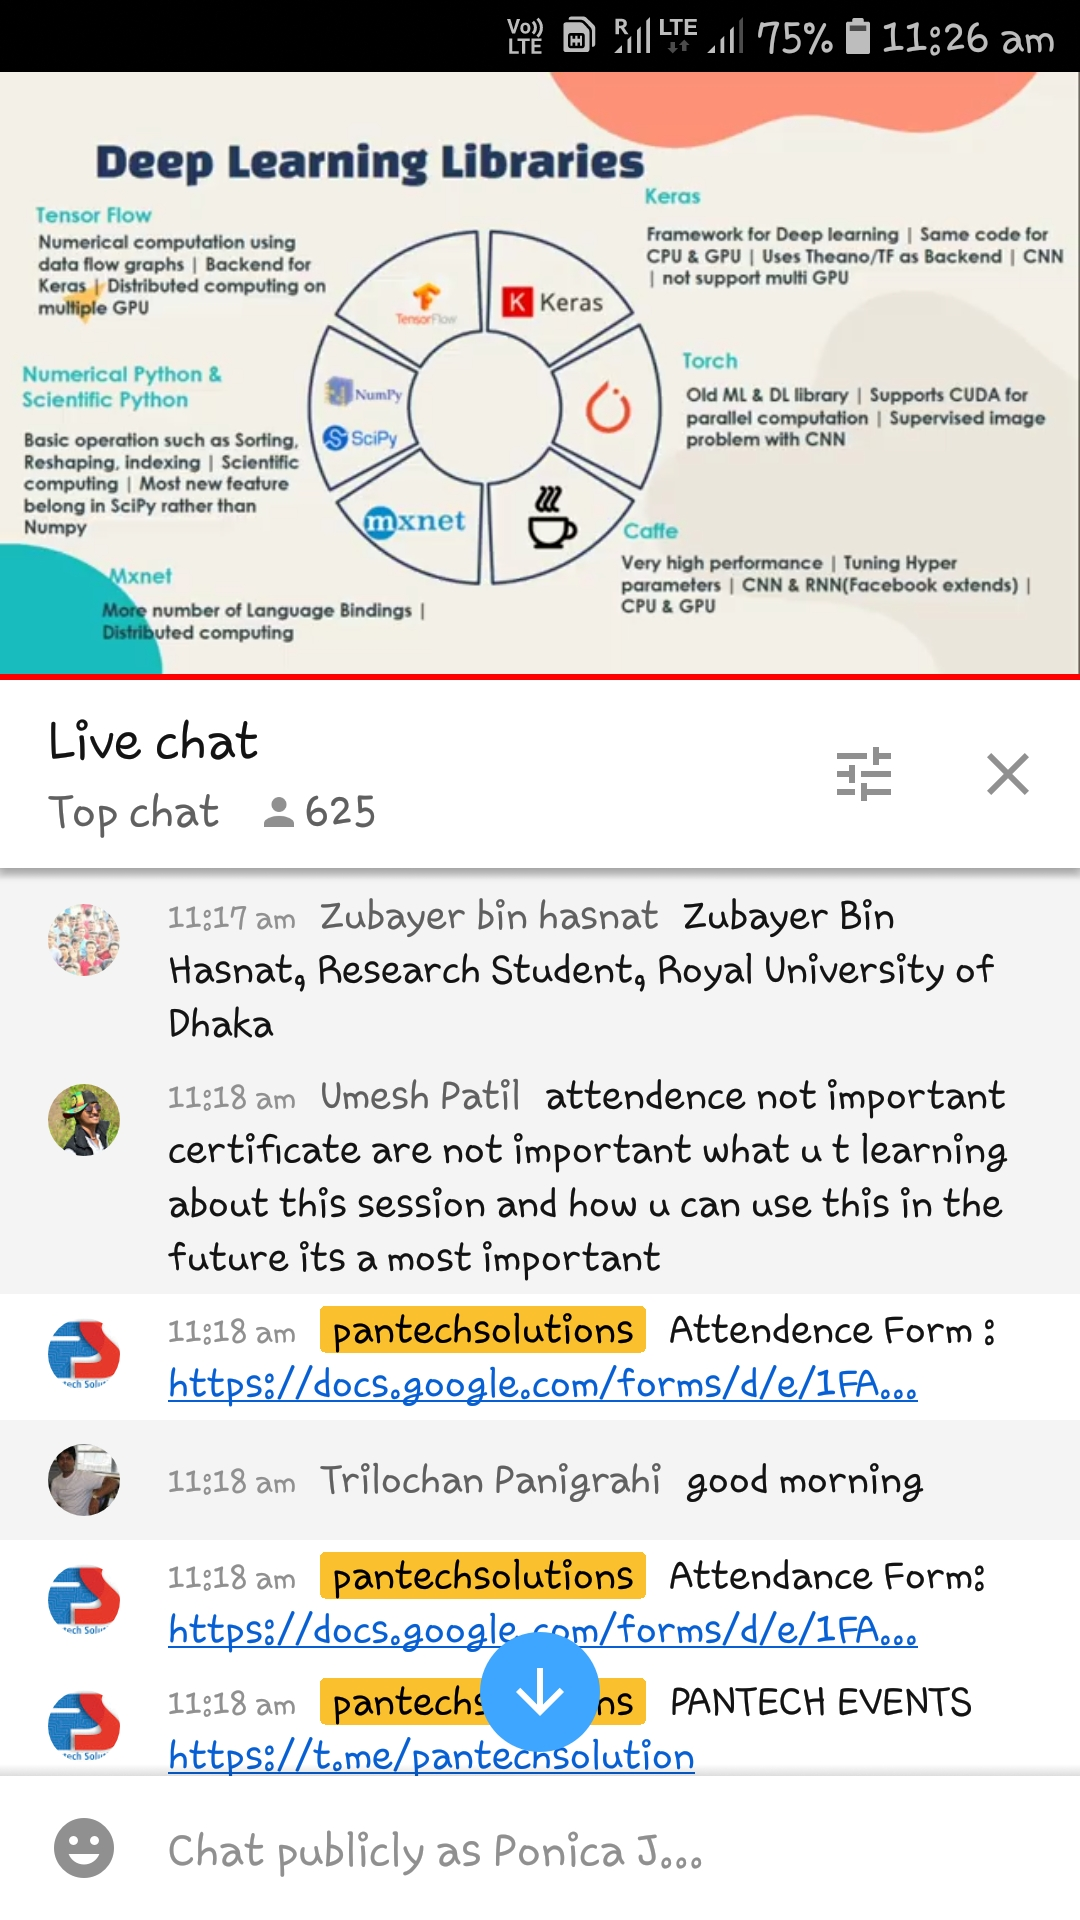 Vo)) LTE R LTE 75% 11:26 am
Deep Learning Libraries
Tensor Flow
Numerical computation using
data flow graphs | Backend for
Keras | Distributed computing on
multiple GPU
Numerical Python &
Scientific Python
Basic operation such as Sorting,
Reshaping, indexing | Scientific
computing | Most new feature
belong in SciPy rather than
Numpy
Mxnet
More number of Language Bindings |
Distributed computing
TensorFlow
K Keras
NumPy
SciPy
mxnet
Keras
Framework for Deep learning | Same code for
CPU & GPU | Uses Theano/TF as Backend | CNN
| not support multi GPU
Torch
Old ML & DL library | Supports CUDA for
parallel computation | Supervised image
problem with CNN
Caffe
Very high performance | Tuning Hyper
parameters | CNN & RNN(Facebook extends) |
CPU & GPU
Live chat
Top chat 625
11:17 am Zubayer bin hasnat Zubayer Bin
Hasnat, Research Student, Royal University of
Dhaka
11:18 am Umesh Patil attendence not important
certificate are not important what u t learning
about this session and how u can use this in the
future its a most important
11:18 am pantechsolutions Attendence Form :
https://docs.google.com/forms/d/e/1FA...
11:18 am Trilochan Panigrahi good morning
11:18 am pantechsolutions Attendance Form:
https://docs.google.com/forms/d/e/1FA...
11:18 am pantechsolutions PANTECH EVENTS
https://t.me/pantechsolution
Chat publicly as Ponica J...